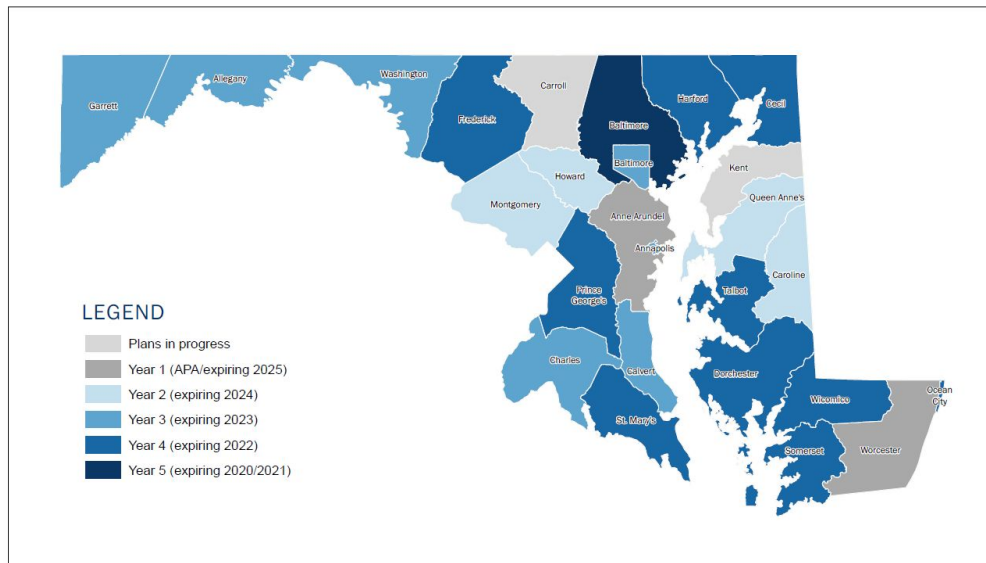 Washington
Allegany
Garrett
Carroll
Frederick
Harford
Cecil
Baltimore
Baltimore
Kent
Howard
Queen Anne's
Montgomery
Anne Arundel
Annapolis
Caroline
Talbot
Prince
George's
Charles
Calvert
Dorchester
St. Mary's
Wicomico
Ocean
City
Somerset
Worcester
LEGEND
Plans in progress
Year 1 (APA/expiring 2025)
Year 2 (expiring 2024)
Year 3 (expiring 2023)
Year 4 (expiring 2022)
Year 5 (expiring 2020/2021)